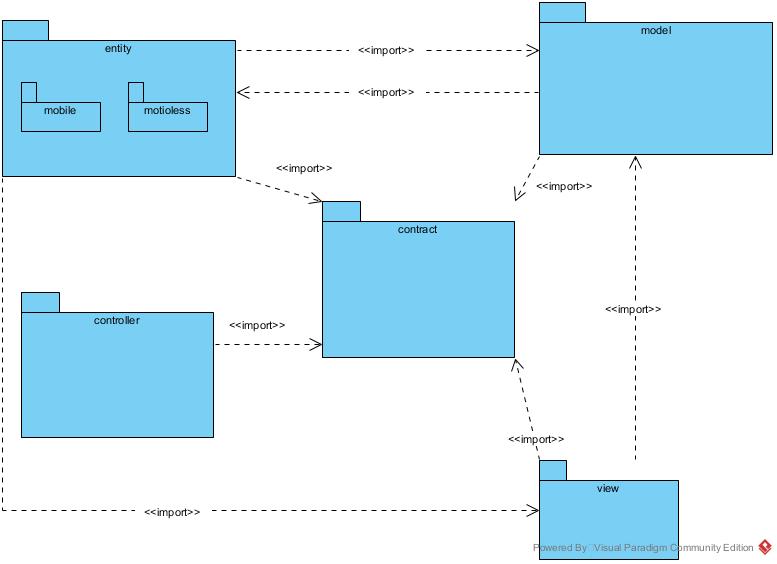 model
entity
<<import>>
<<import>>
mobile
motioless
<<import>>
<<import>>
contract
<<import>>
controller
<<import>>
<<import>>
view
<<import>>
Powered By Visual Paradigm Community Edition